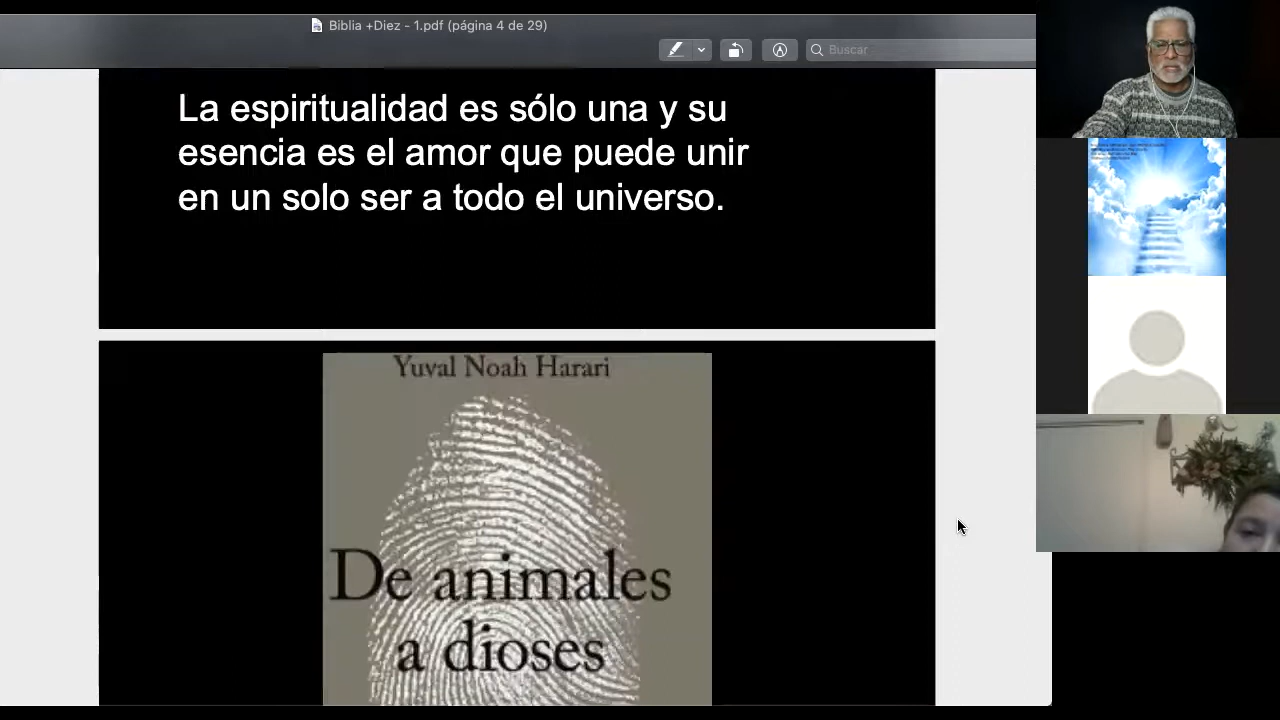 Biblia +Diez - 1.pdf (página 4 de 29)
Buscar
La espiritualidad es sólo una y su
esencia es el amor que puede unir
en un solo ser a todo el universo.
Yuval Noah Harari
De animales
a dioses